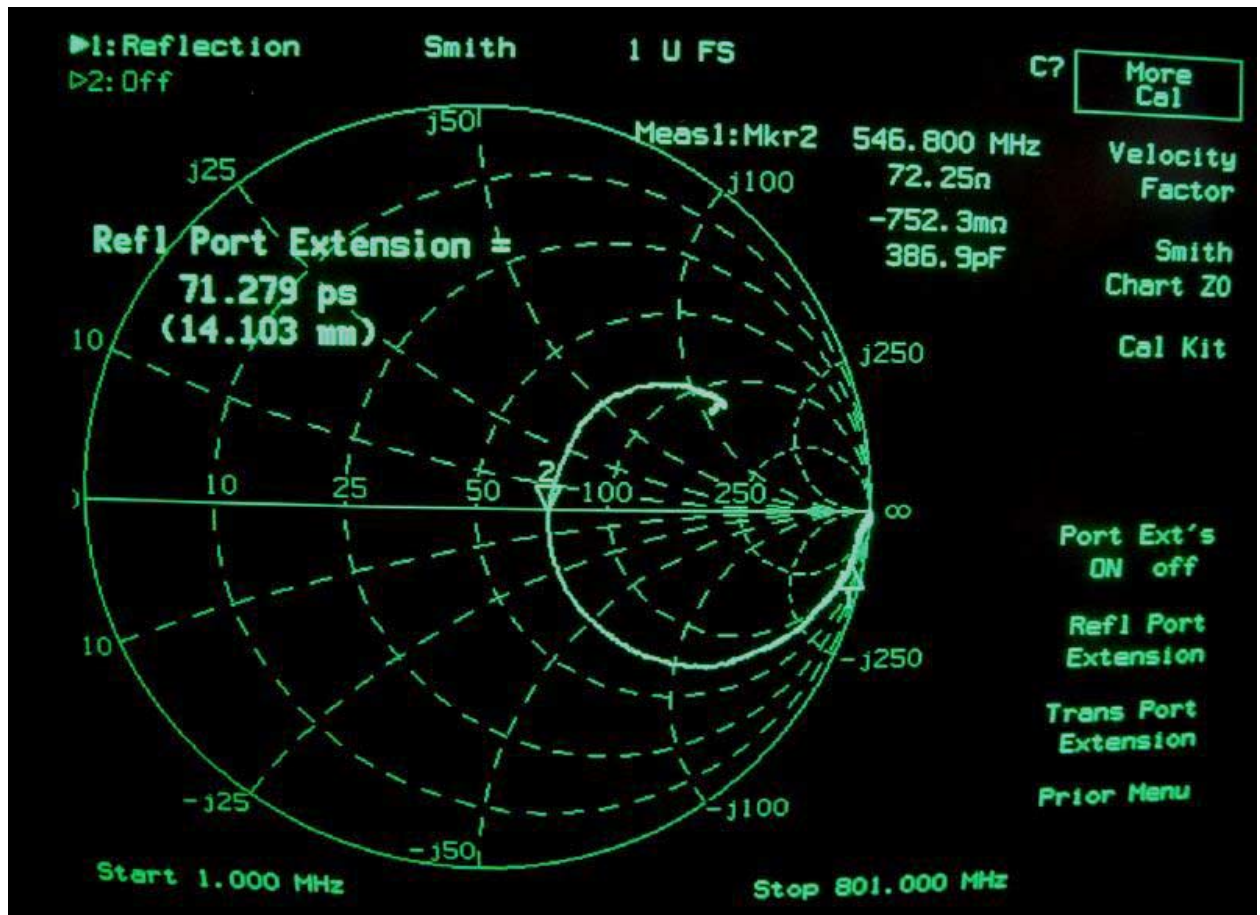 ▶1:Reflection Smith 1 U FS
▷2:Off
C? More
Cal
Meas1:Mkr2 546.800 MHz
72.25Ω
-752.3mΩ
386.9pF
Velocity
Factor
Smith
Chart Z0
Cal Kit
Refl Port Extension =
71.279 ps
(14.103 mm)
j50
j25
j100
10
j250
10 25 50 100 250 ∞
2
10
-j250
-j25
-j100
-j50
Port Ext's
ON off
Refl Port
Extension
Trans Port
Extension
Prior Menu
Start 1.000 MHz
Stop 801.000 MHz